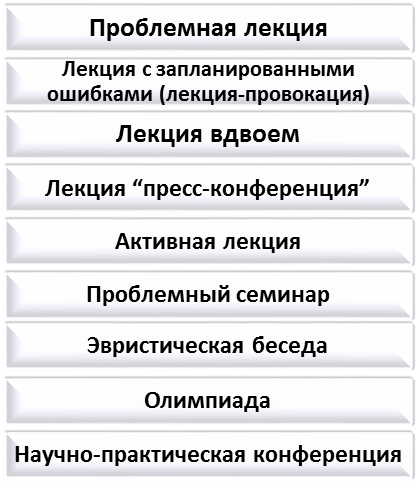 Проблемная лекция
Лекция с запланированными
ошибками (лекция-провокация)
Лекция вдвоем
Лекция “пресс-конференция”
Активная лекция
Проблемный семинар
Эвристическая беседа
Олимпиада
Научно-практическая конференция